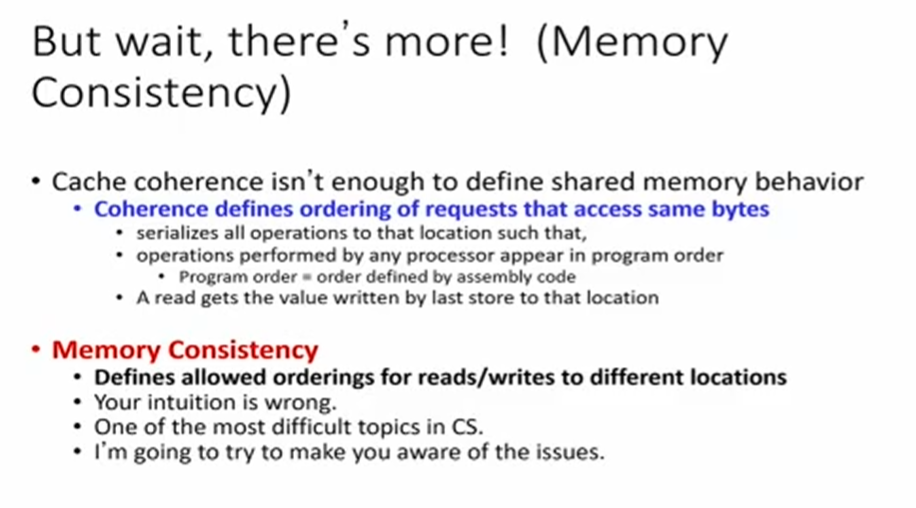 But wait, there's more!  (Memory
Consistency)
• Cache coherence isn't enough to define shared memory behavior
• Coherence defines ordering of requests that access same bytes
• serializes all operations to that location such that,
• operations performed by any processor appear in program order
• Program order = order defined by assembly code
• A read gets the value written by last store to that location
• Memory Consistency
• Defines allowed orderings for reads/writes to different locations
• Your intuition is wrong.
• One of the most difficult topics in CS.
• I'm going to try to make you aware of the issues.